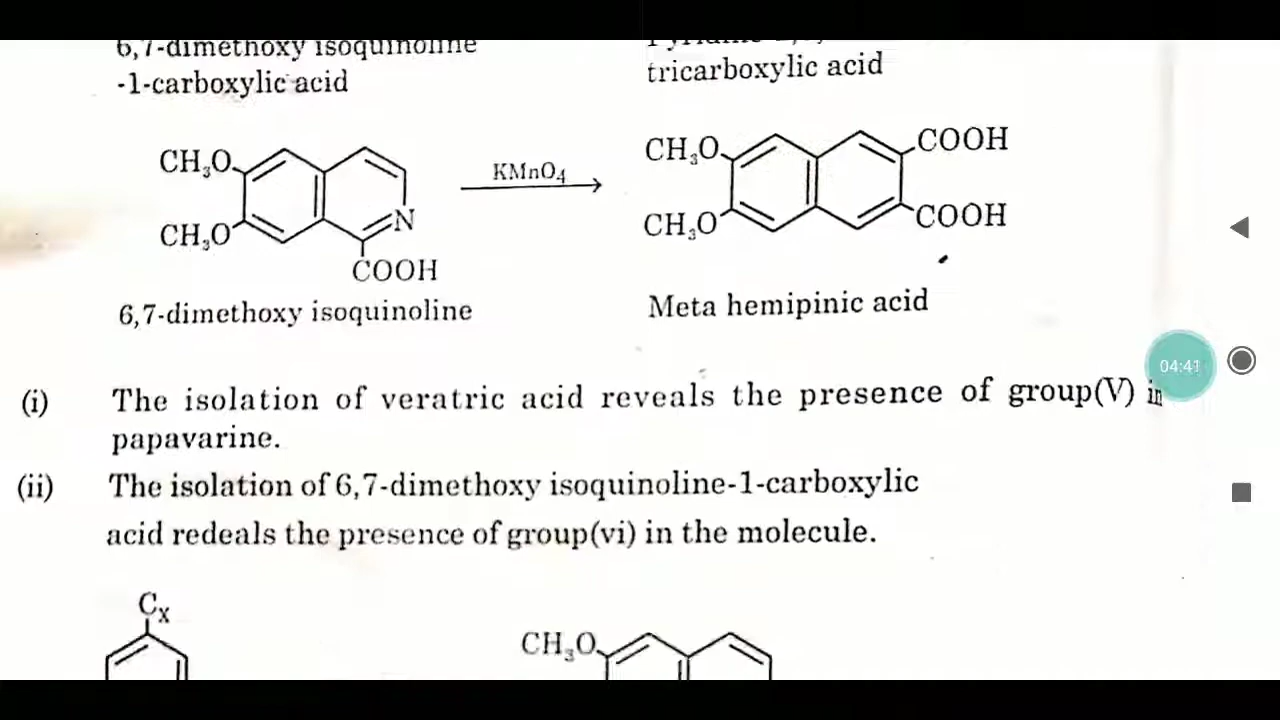 6,7-dimethoxy isoquinoline
-1-carboxylic acid
tricarboxylic acid
CH₃O
CH₃O
N
COOH
KMnO₄
CH₃O
CH₃O
COOH
COOH
6,7-dimethoxy isoquinoline
Meta hemipinic acid
04:41
(i) The isolation of veratric acid reveals the presence of group(V) in
papavarine.
(ii) The isolation of 6,7-dimethoxy isoquinoline-1-carboxylic
acid redeals the presence of group(vi) in the molecule.
Cx
CH₃O